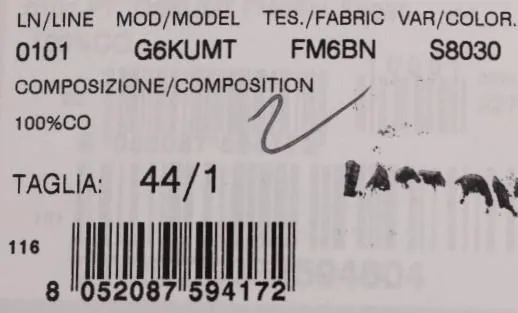 LN/LINE MOD/MODEL TES./FABRIC VAR/COLOR.
0101 G6KUMT FM6BN S8030
COMPOSIZIONE/COMPOSITION
100%CO
TAGLIA: 44/1
116
8 052087 594172